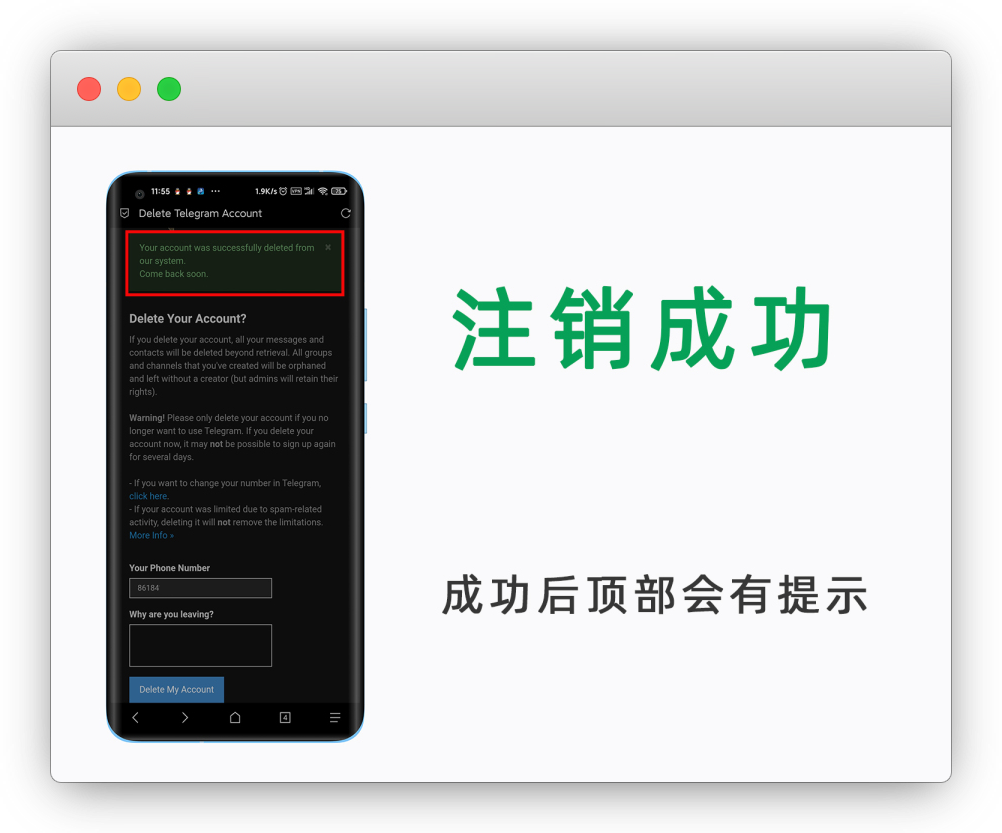 11:55
1.9K/s
VPN
75
Delete Telegram Account
Your account was successfully deleted from
our system.
Come back soon.
×
Delete Your Account?
If you delete your account, all your messages and
contacts will be deleted beyond retrieval. All groups
and channels that you've created will be orphaned
and left without a creator (but admins will retain their
rights).
Warning! Please only delete your account if you no
longer want to use Telegram. If you delete your
account now, it may not be possible to sign up again
for several days.
- If you want to change your number in Telegram,
click here.
- If your account was limited due to spam-related
activity, deleting it will not remove the limitations.
More Info »
Your Phone Number
86184
Why are you leaving?
Delete My Account
4
注销成功
成功后顶部会有提示